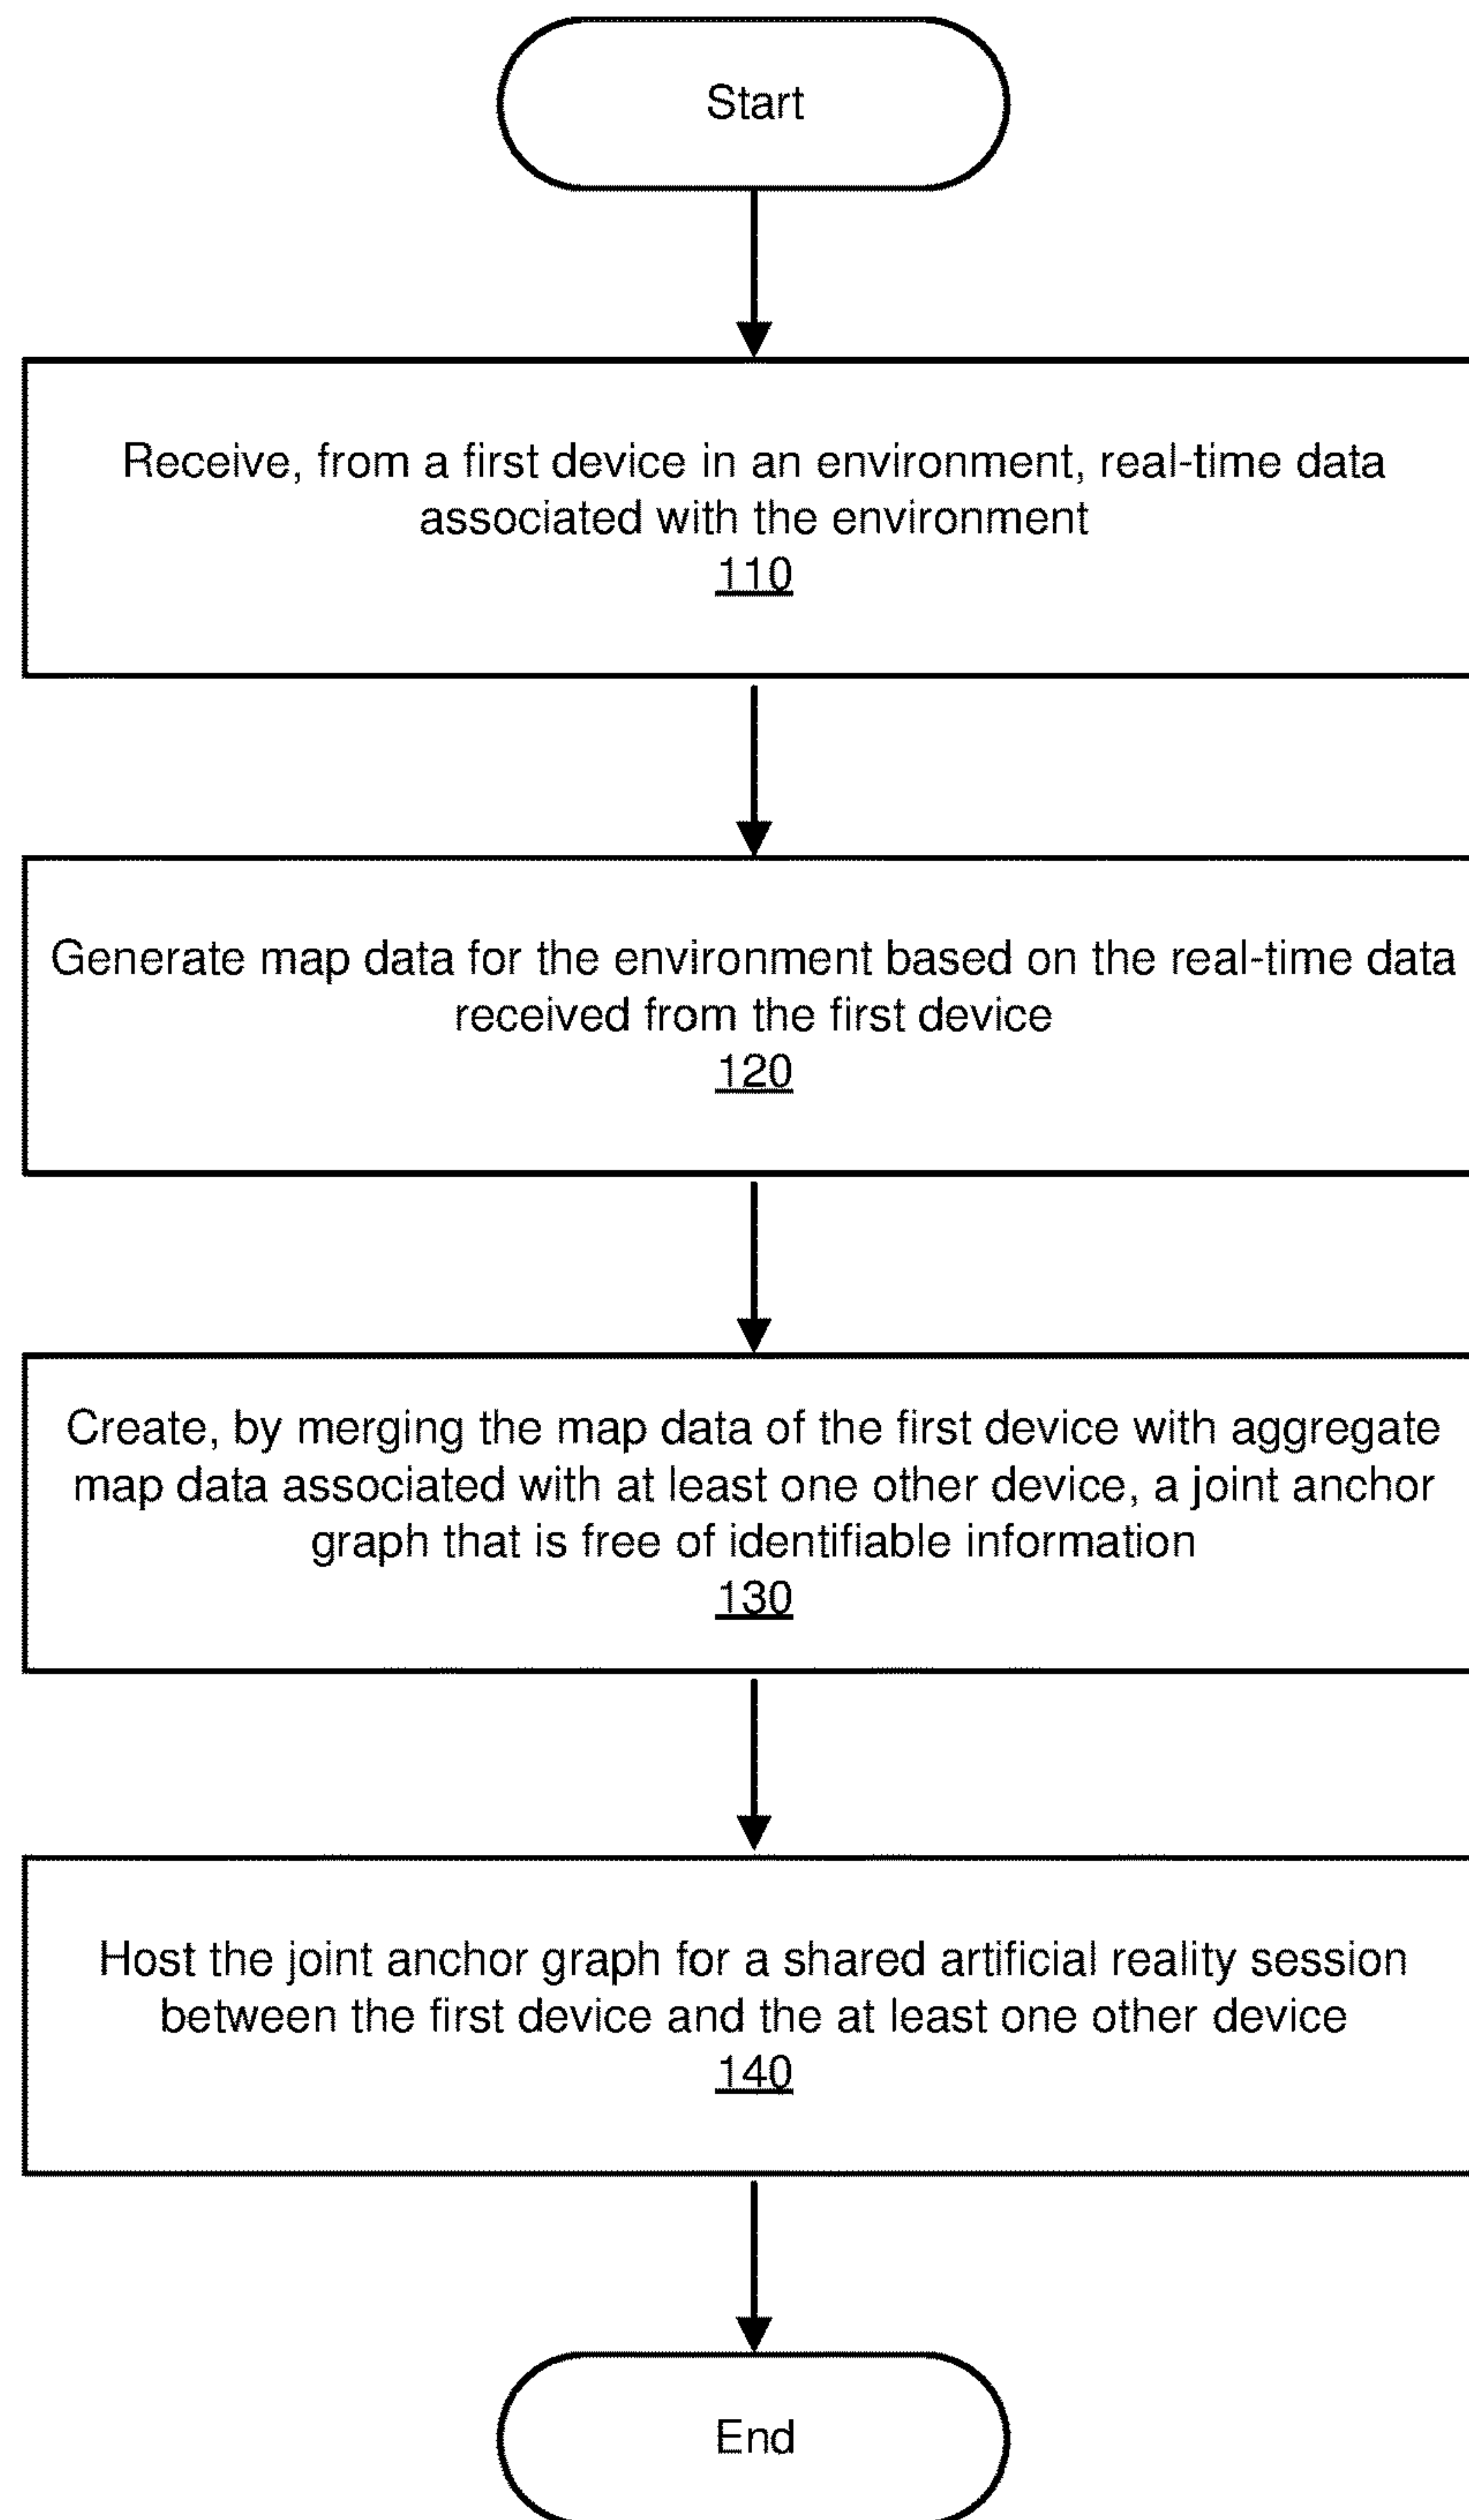 Start
Receive, from a first device in an environment, real-time data
associated with the environment
110
Generate map data for the environment based on the real-time data
received from the first device
120
Create, by merging the map data of the first device with aggregate
map data associated with at least one other device, a joint anchor
graph that is free of identifiable information
130
Host the joint anchor graph for a shared artificial reality session
between the first device and the at least one other device
140
End